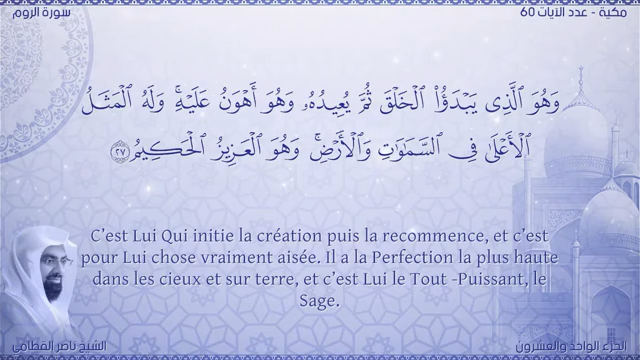 سورة الروم
مكية - عدد الآيات 60
وَهُوَ ٱلَّذِى يَبْدَؤُا۟ ٱلْخَلْقَ ثُمَّ يُعِيدُهُۥ وَهُوَ أَهْوَنُ عَلَيْهِ ۚ وَلَهُ ٱلْمَثَلُ
ٱلْأَعْلَىٰ فِى ٱلسَّمَٰوَٰتِ وَٱلْأَرْضِ ۚ وَهُوَ ٱلْعَزِيزُ ٱلْحَكِيمُ ٢٧
C’est Lui Qui initie la création puis la recommence, et c’est
pour Lui chose vraiment aisée. Il a la Perfection la plus haute
dans les cieux et sur terre, et c’est Lui le Tout -Puissant, le
Sage.
الشيخ ناصر القطامي
الجزء الواحد والعشرون